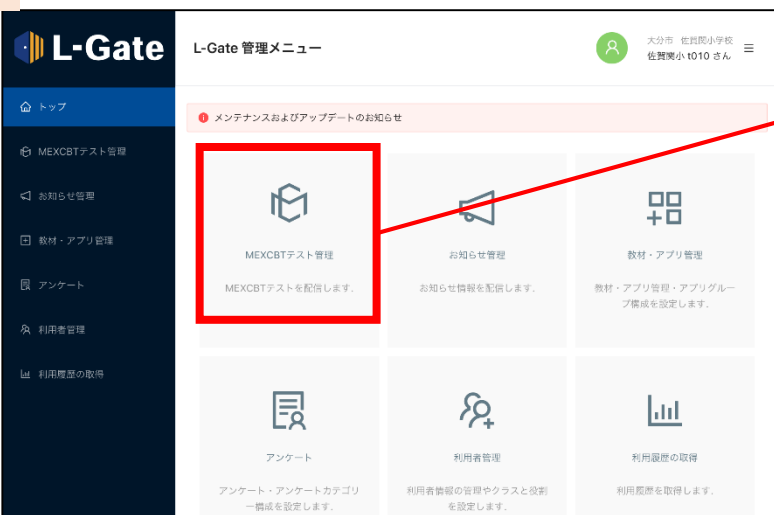 L-Gate
L-Gate 管理メニュー
大分市 佐賀関小学校
佐賀関小 t010 さん
トップ
メンテナンスおよびアップデートのお知らせ
MEXCBTテスト管理
お知らせ管理
教材・アプリ管理
アンケート
利用者管理
利用履歴の取得
MEXCBTテスト管理
MEXCBTテストを配信します.
お知らせ管理
お知らせ情報を配信します.
教材・アプリ管理
教材・アプリ管理・アプリグルー
プ構成を設定します.
アンケート
アンケート・アンケートカテゴリ
ー構成を設定します.
利用者管理
利用者情報の管理やクラスと役割
を設定します.
利用履歴の取得
利用履歴を取得します.